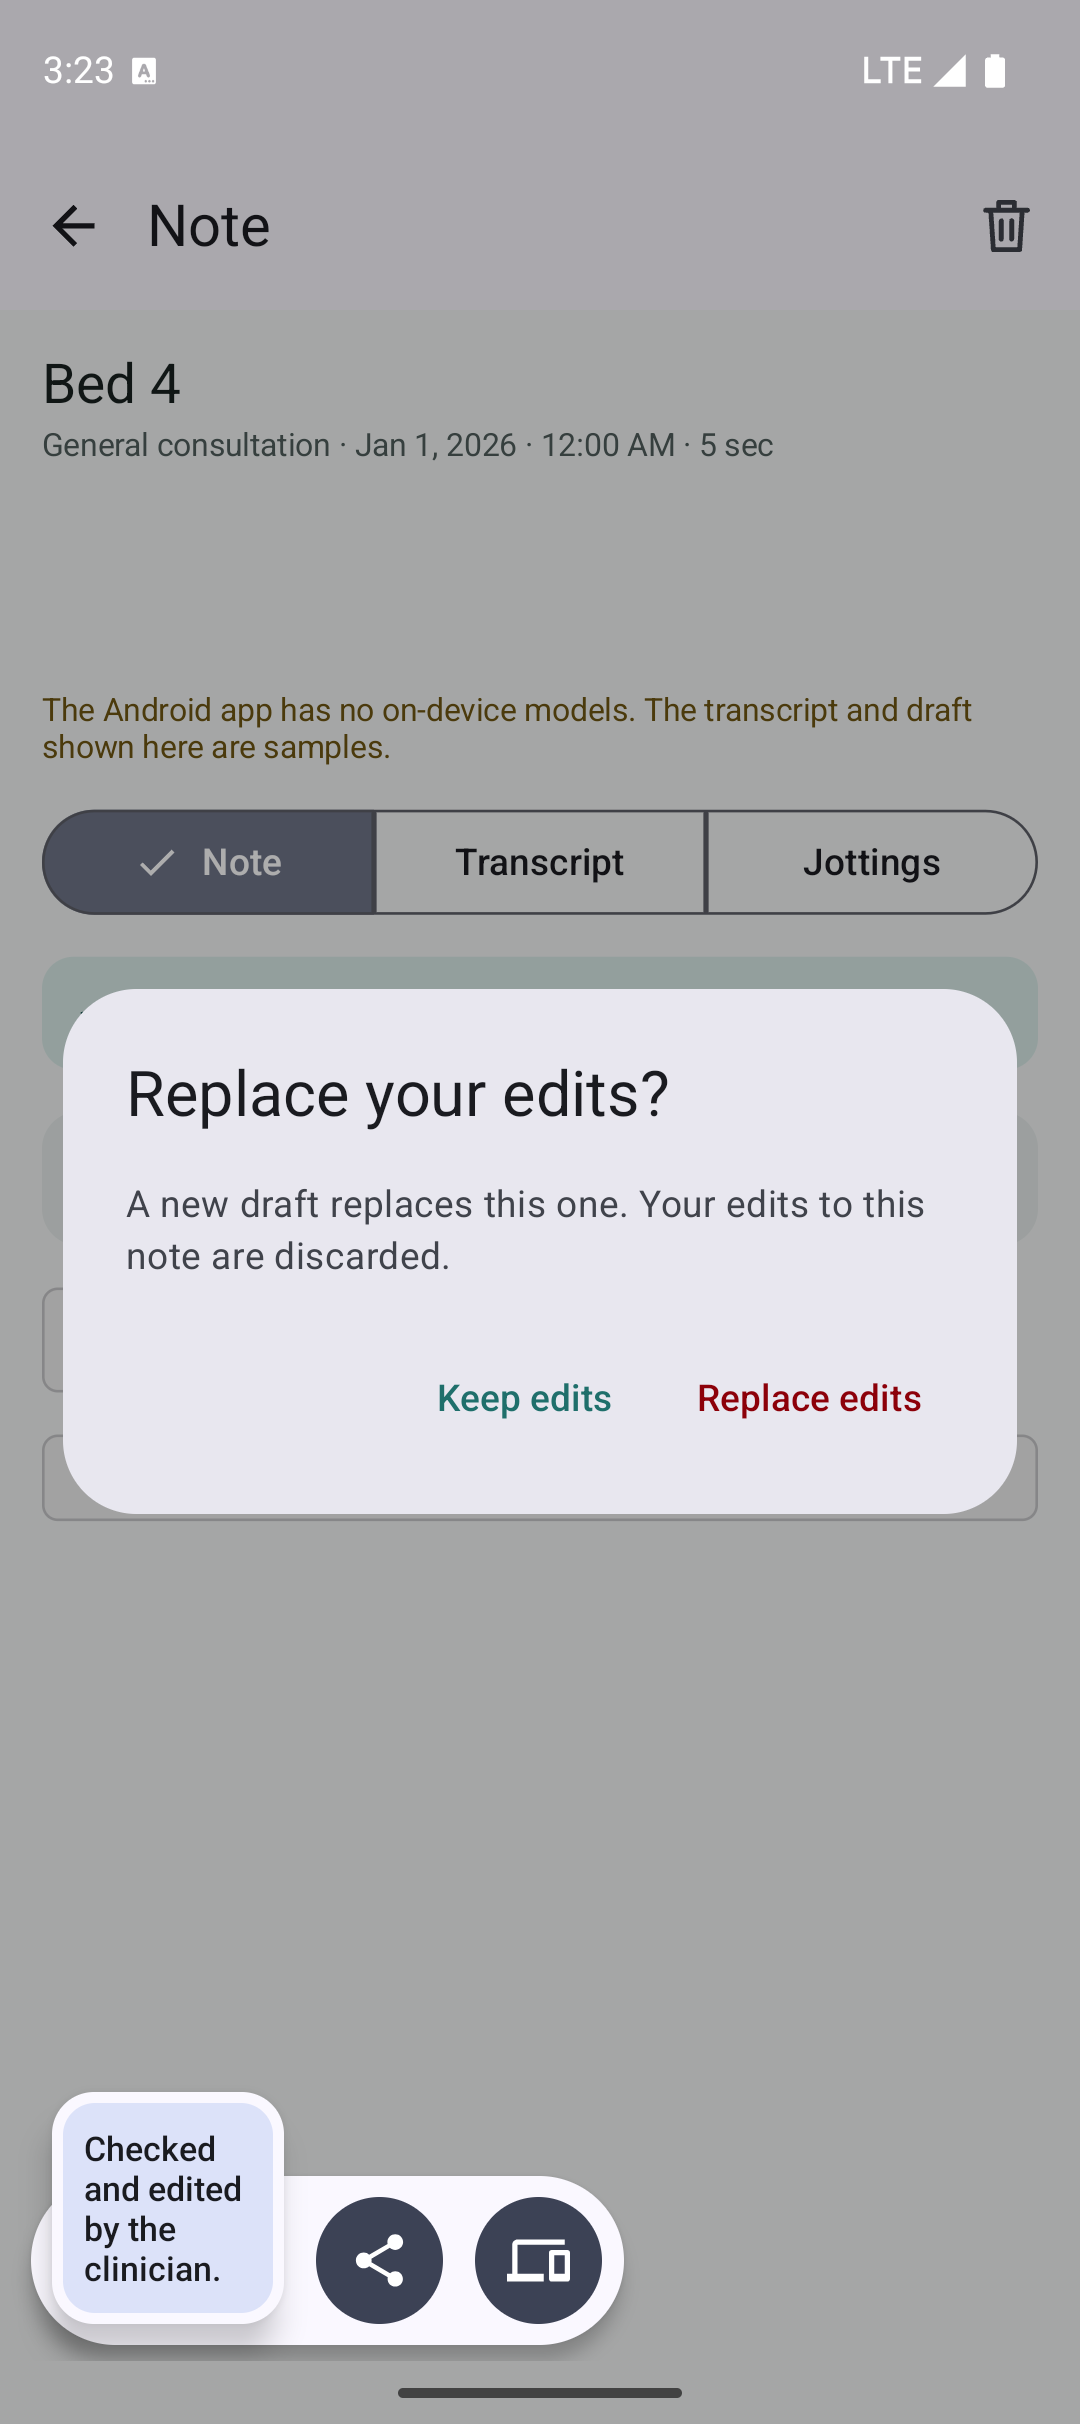 3:23
LTE
Note
Bed 4
General consultation · Jan 1, 2026 · 12:00 AM · 5 sec
The Android app has no on-device models. The transcript and draft
shown here are samples.
Note
Transcript
Jottings
Replace your edits?
A new draft replaces this one. Your edits to this
note are discarded.
Keep edits
Replace edits
Checked
and edited
by the
clinician.